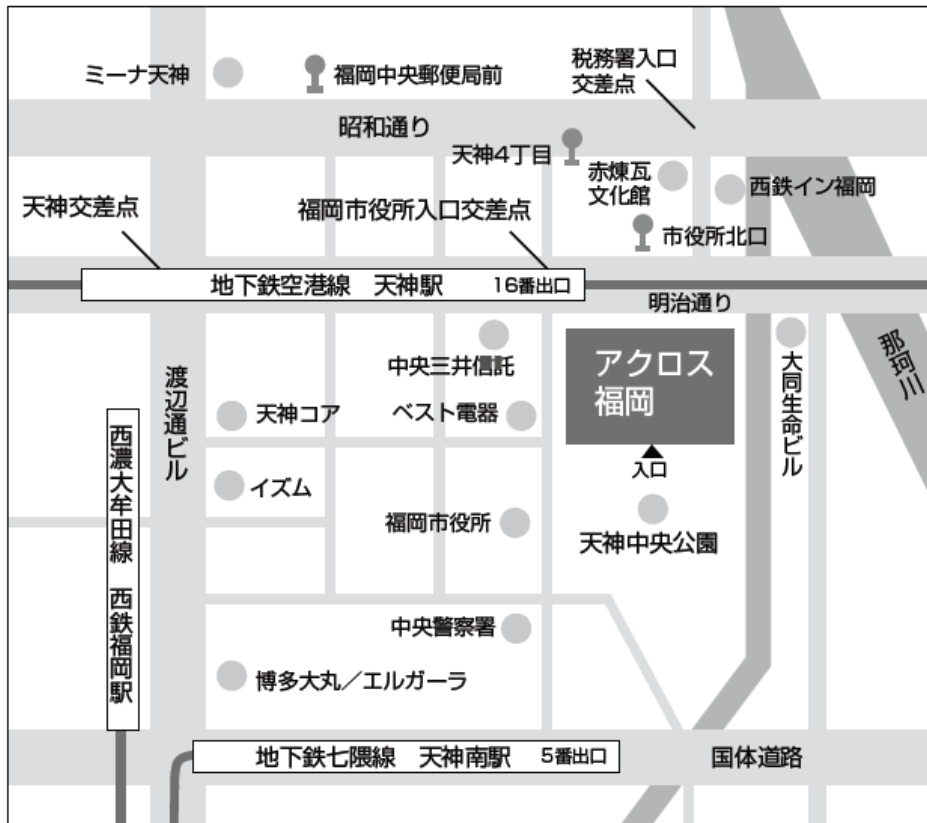 ミーナ天神
福岡中央郵便局前
税務署入口
交差点
昭和通り
天神4丁目
赤煉瓦
文化館
西鉄イン福岡
天神交差点
福岡市役所入口交差点
市役所北口
地下鉄空港線 天神駅 16番出口
明治通り
那珂川
中央三井信託
アクロス
福岡
大同生命ビル
渡辺通ビル
天神コア
ベスト電器
入口
西濃大牟田線 西鉄福岡駅
イズム
福岡市役所
天神中央公園
中央警察署
博多大丸/エルガーラ
地下鉄七隈線 天神南駅 5番出口
国体道路